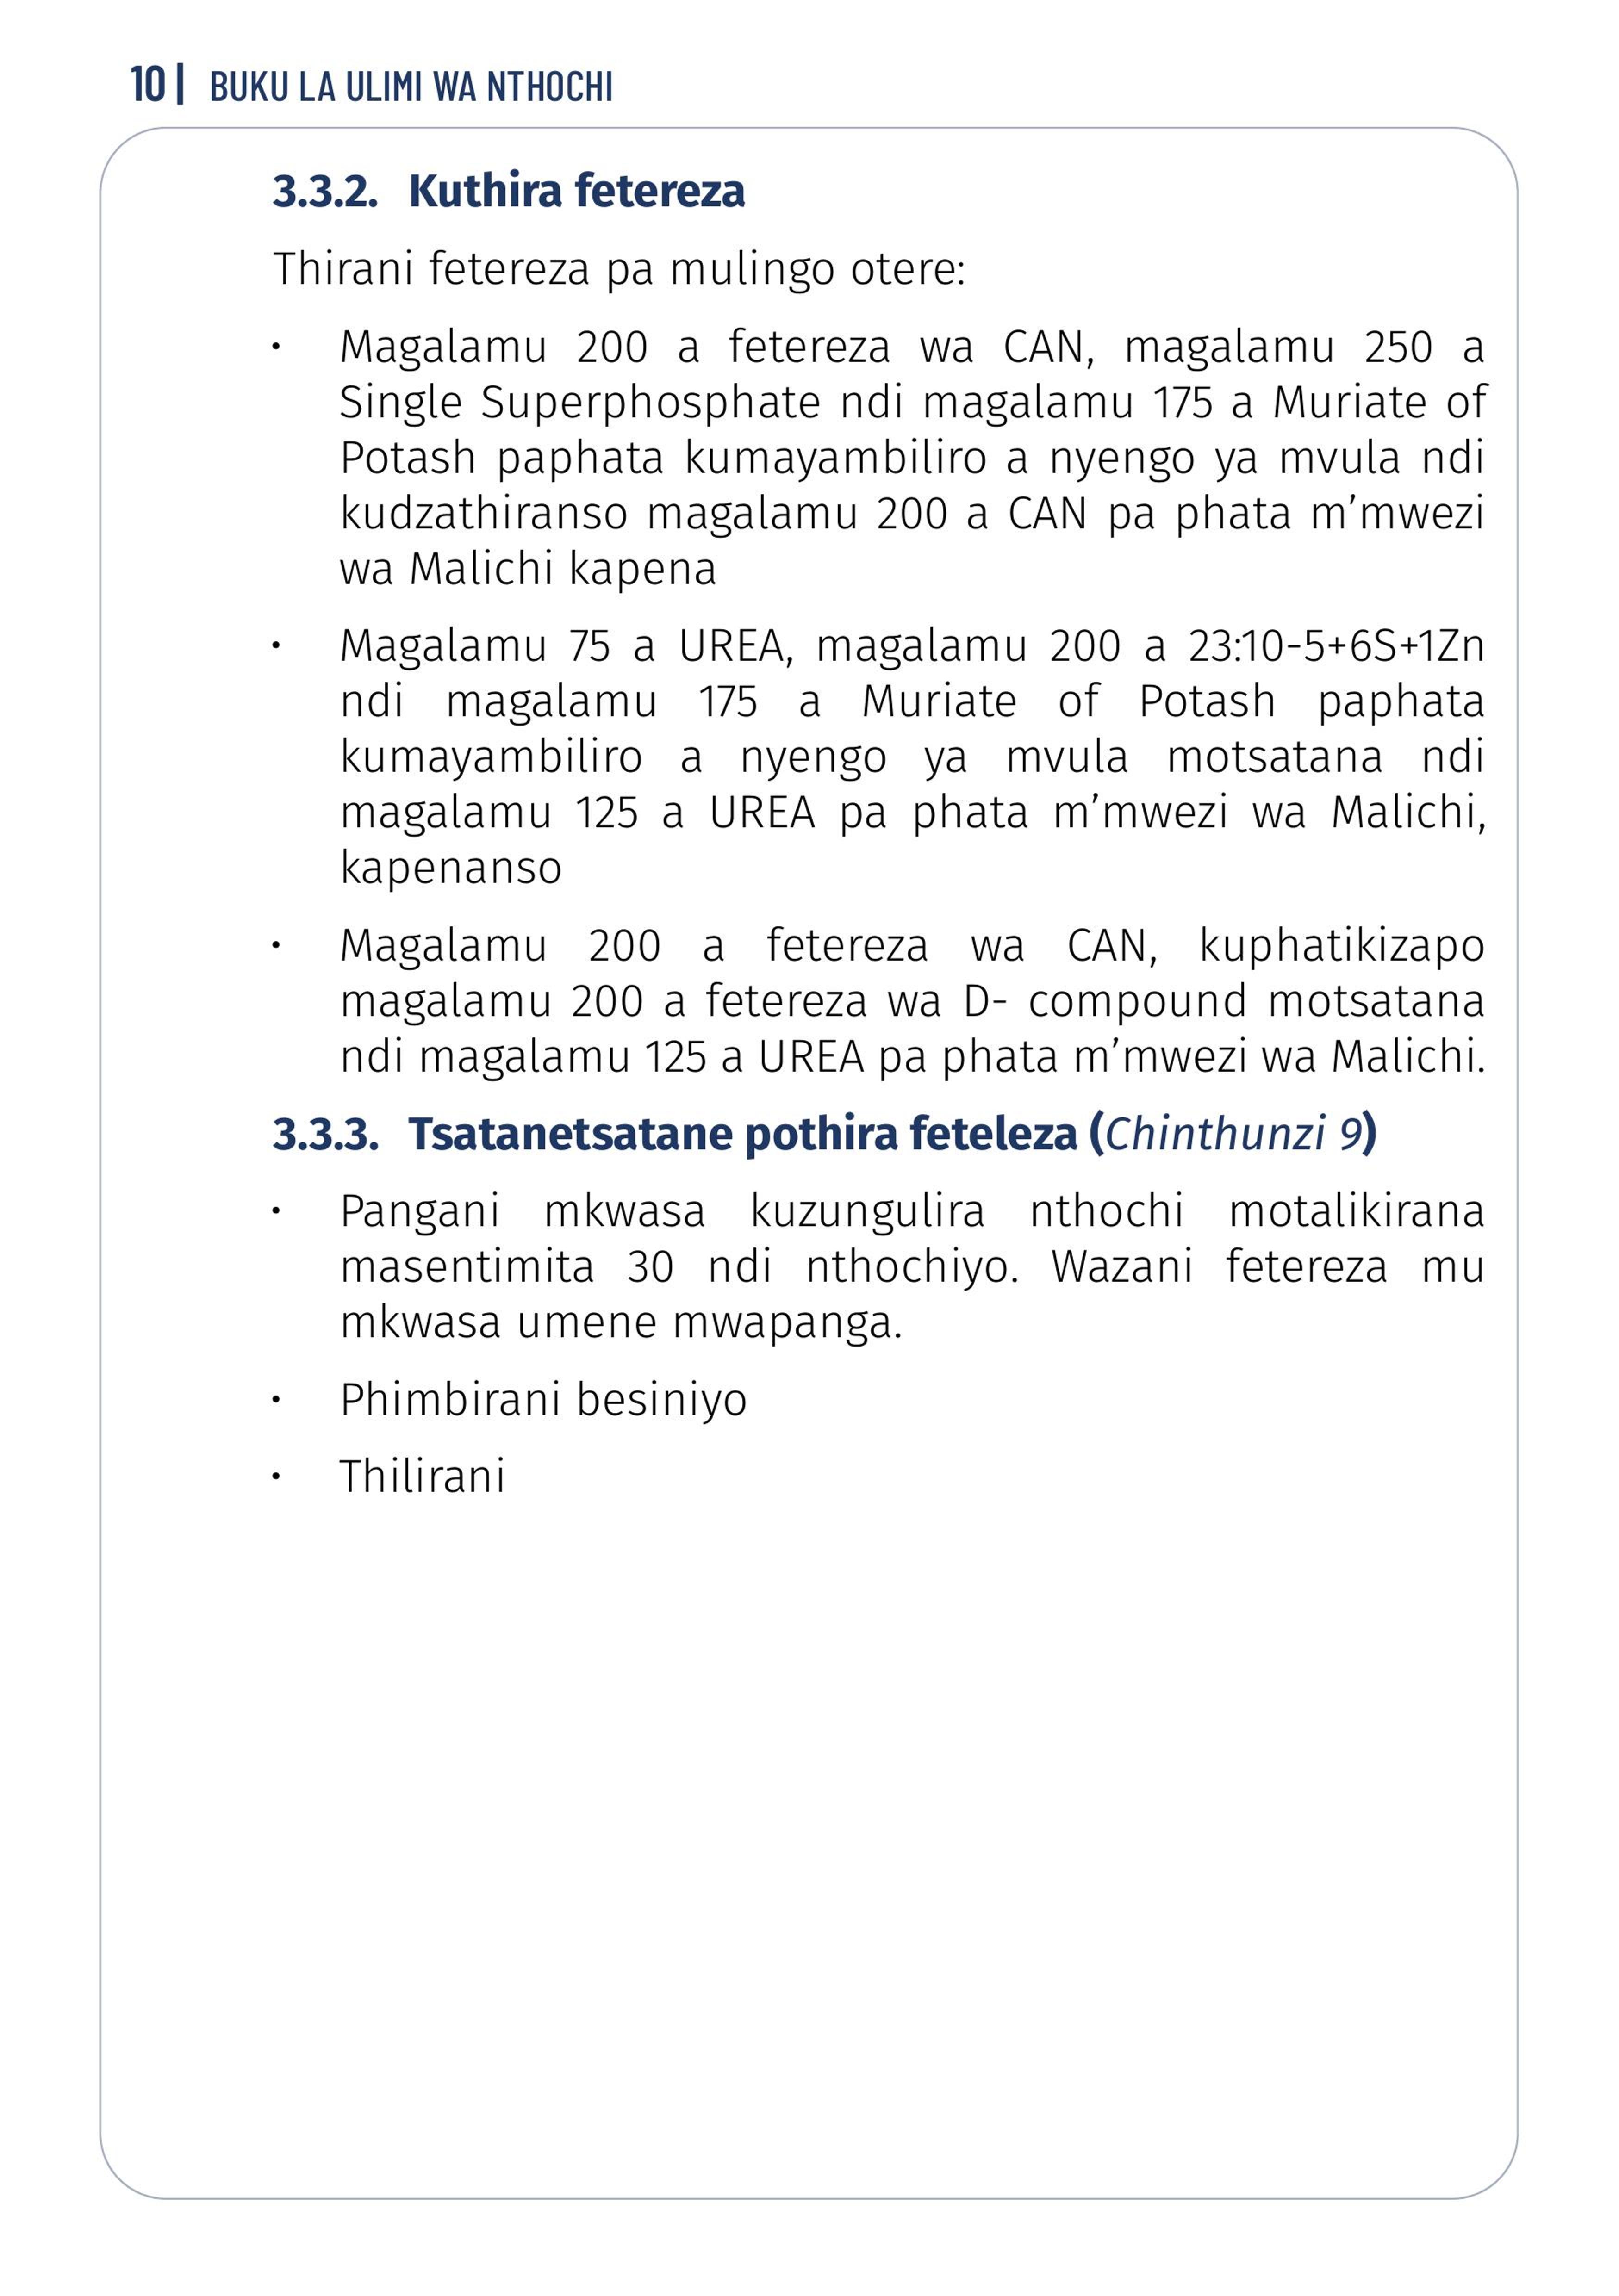 10 | BUKU LA ULIMI WA NTHOCHI
3.3.2. Kuthira fetereza
Thirani fetereza pa mulingo otere:
• Magalamu 200 a fetereza wa CAN, magalamu 250 a
Single Superphosphate ndi magalamu 175 a Muriate of
Potash paphata kumayambiliro a nyengo ya mvula ndi
kudzathiranso magalamu 200 a CAN pa phata m’mwezi
wa Malichi kapena
• Magalamu 75 a UREA, magalamu 200 a 23:10-5+6S+1Zn
ndi magalamu 175 a Muriate of Potash paphata
kumayambiliro a nyengo ya mvula motsatana ndi
magalamu 125 a UREA pa phata m’mwezi wa Malichi,
kapenanso
• Magalamu 200 a fetereza wa CAN, kuphatikizapo
magalamu 200 a fetereza wa D- compound motsatana
ndi magalamu 125 a UREA pa phata m’mwezi wa Malichi.
3.3.3. Tsatanetsatane pothira feteleza (Chinthunzi 9)
• Pangani mkwasa kuzungulira nthochi motalikirana
masentimita 30 ndi nthochiyo. Wazani fetereza mu
mkwasa umene mwapanga.
• Phimbirani besiniyo
• Thilirani